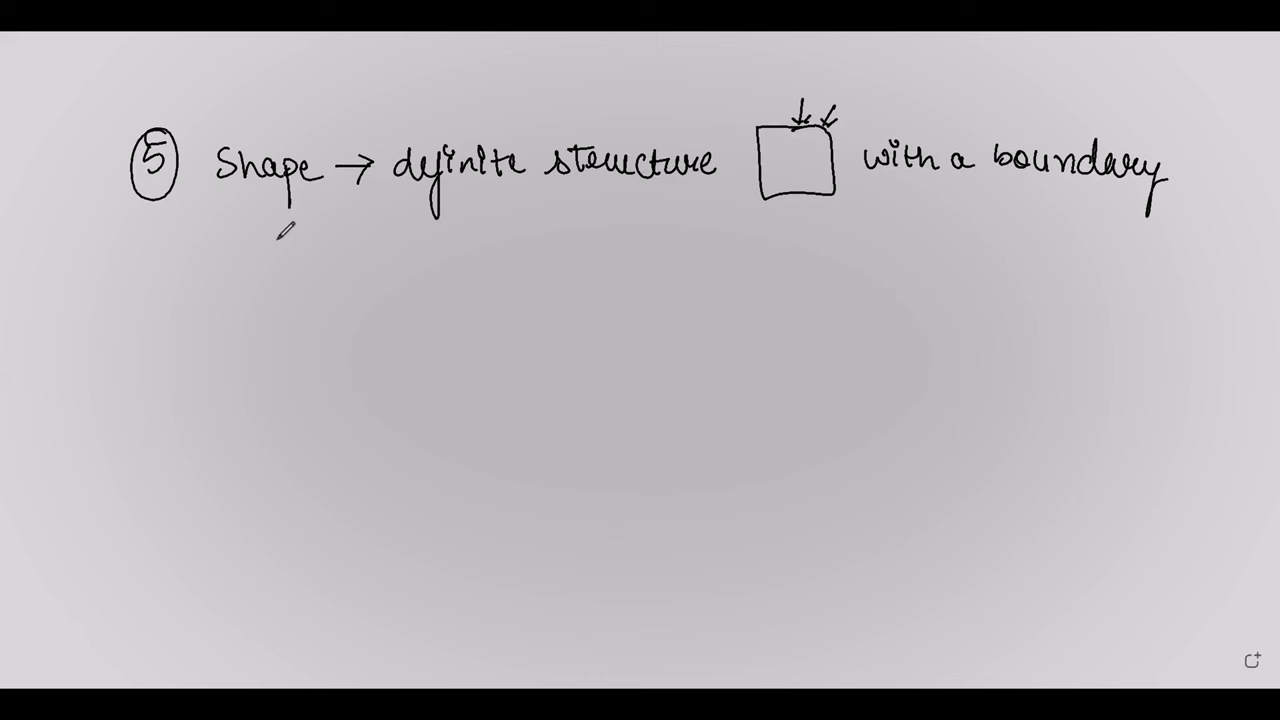 ⑤ Shape → definite structure with a boundary